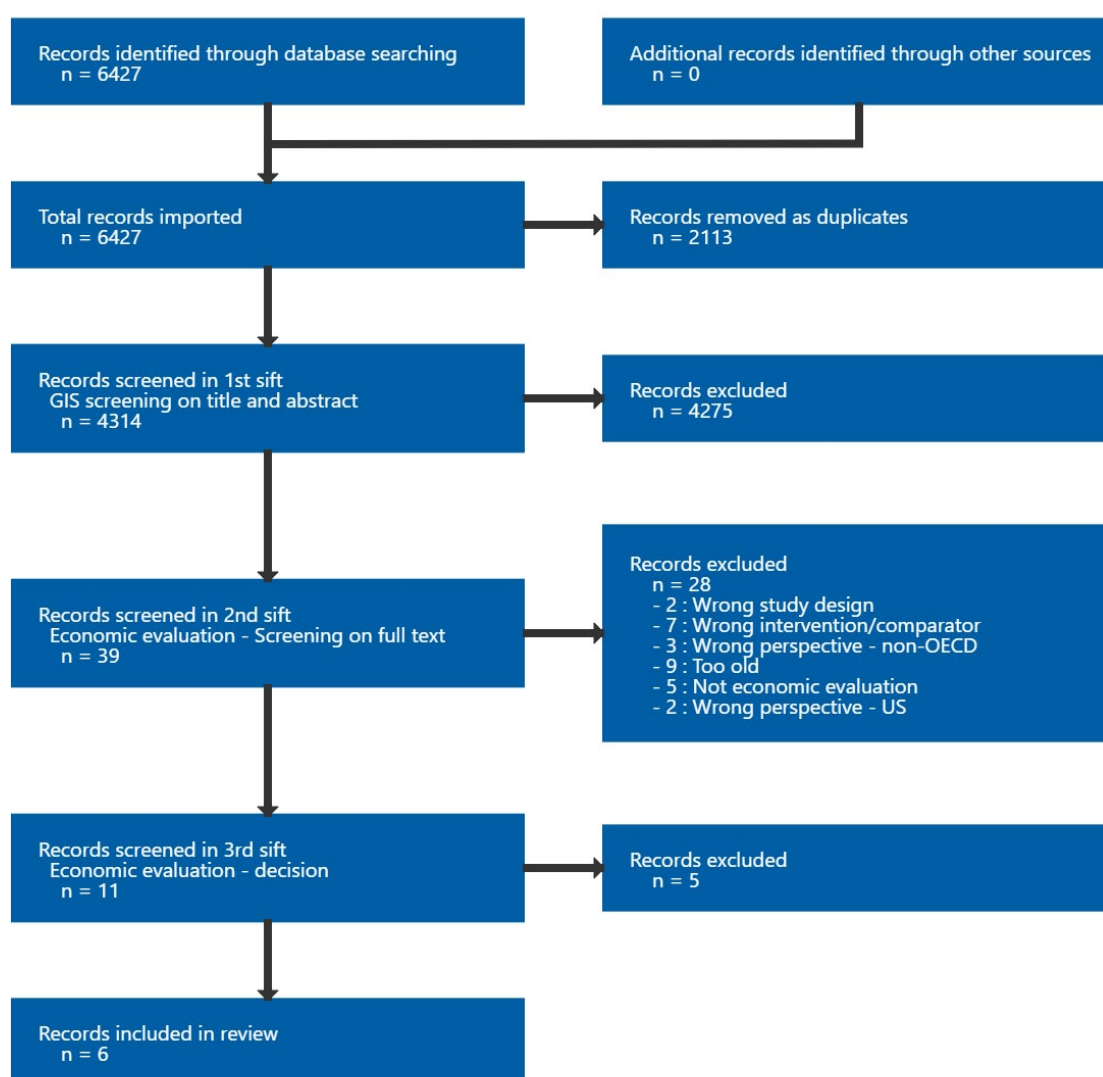 Records identified through database searching
n = 6427
Additional records identified through other sources
n = 0
Total records imported
n = 6427
Records removed as duplicates
n = 2113
Records screened in 1st sift
GIS screening on title and abstract
n = 4314
Records excluded
n = 4275
Records screened in 2nd sift
Economic evaluation - Screening on full text
n = 39
Records excluded
n = 28
- 2 : Wrong study design
- 7 : Wrong intervention/comparator
- 3 : Wrong perspective - non-OECD
- 9 : Too old
- 5 : Not economic evaluation
- 2 : Wrong perspective - US
Records screened in 3rd sift
Economic evaluation - decision
n = 11
Records excluded
n = 5
Records included in review
n = 6